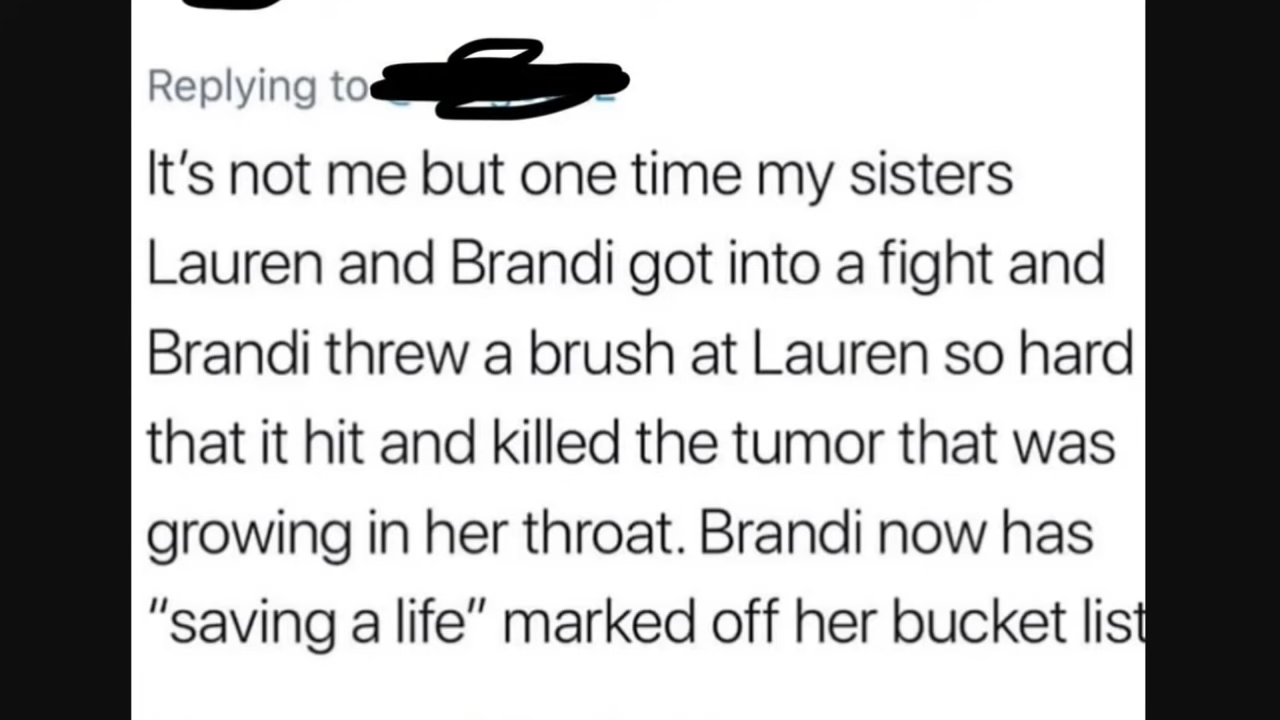 Replying to
It's not me but one time my sisters
Lauren and Brandi got into a fight and
Brandi threw a brush at Lauren so hard
that it hit and killed the tumor that was
growing in her throat. Brandi now has
"saving a life" marked off her bucket list